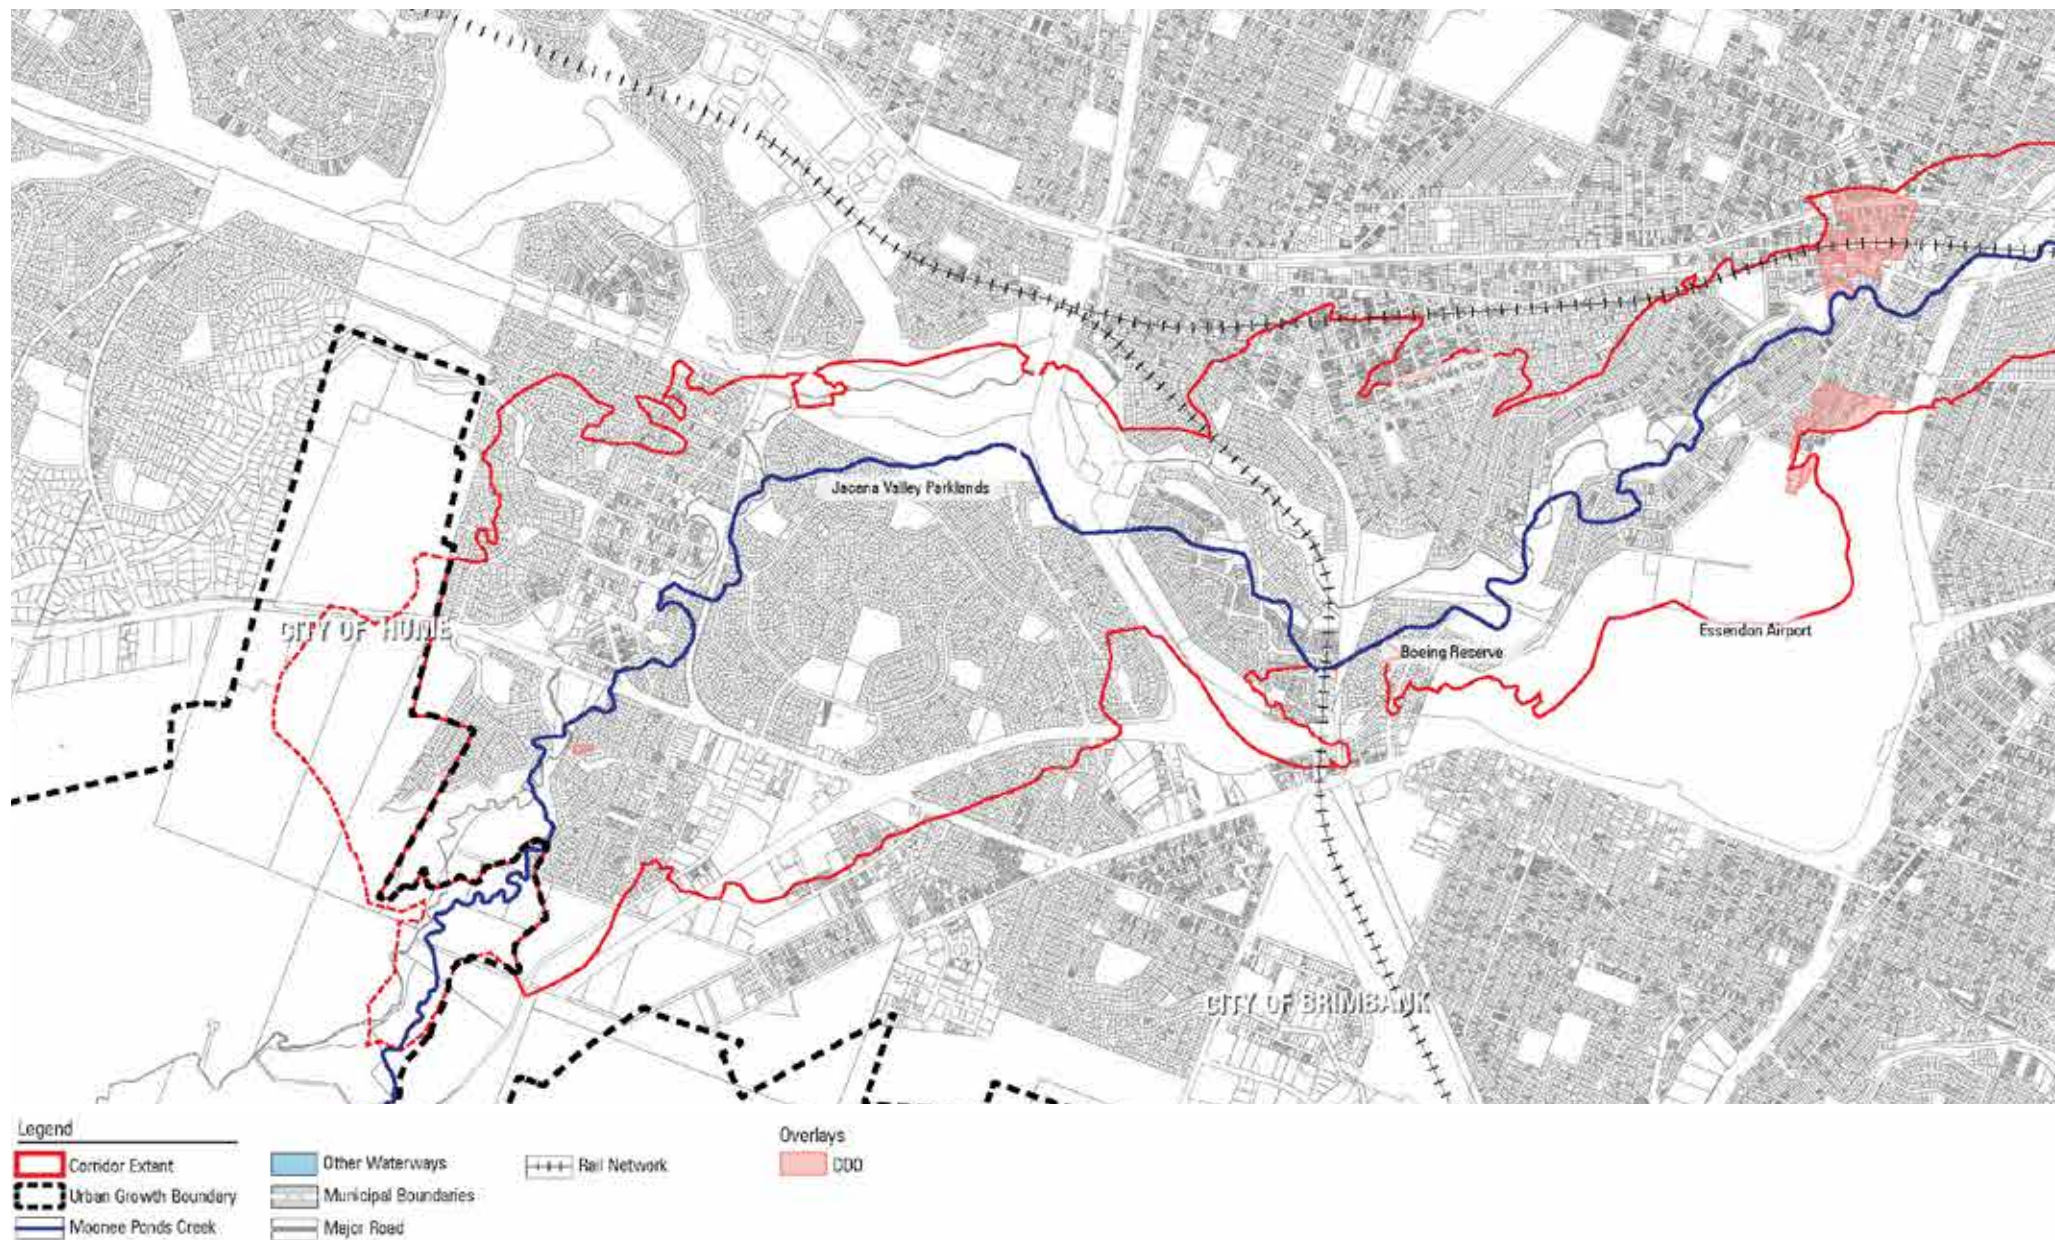 Jacana Valley Parklands
CITY OF HUME
Essendon Airport
Boeing Reserve
CITY OF BRIMBANK
Legend
Corridor Extent
Urban Growth Boundary
Moonee Ponds Creek
Other Waterways
Municipal Boundaries
Major Road
Rail Network
Overlays
DDO